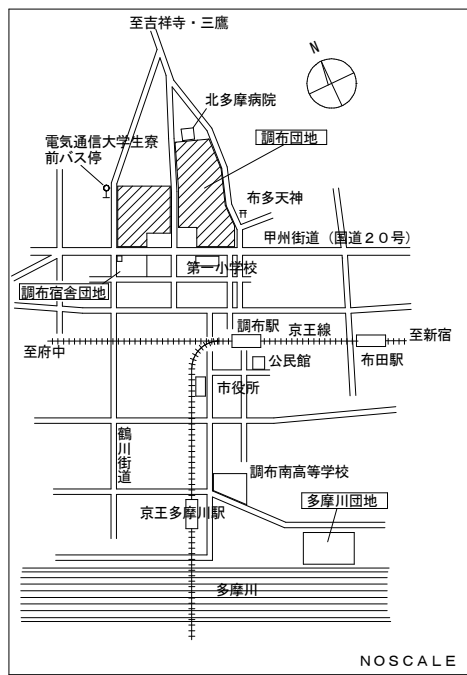 至吉祥寺・三鷹
N
北多摩病院
電気通信大学生寮
前バス停
調布団地
布多天神
甲州街道（国道２０号）
第一小学校
調布宿舎団地
調布駅
京王線
至新宿
至府中
公民館
布田駅
市役所
鶴川街道
調布南高等学校
京王多摩川駅
多摩川団地
多摩川
ＮＯＳＣＡＬＥ